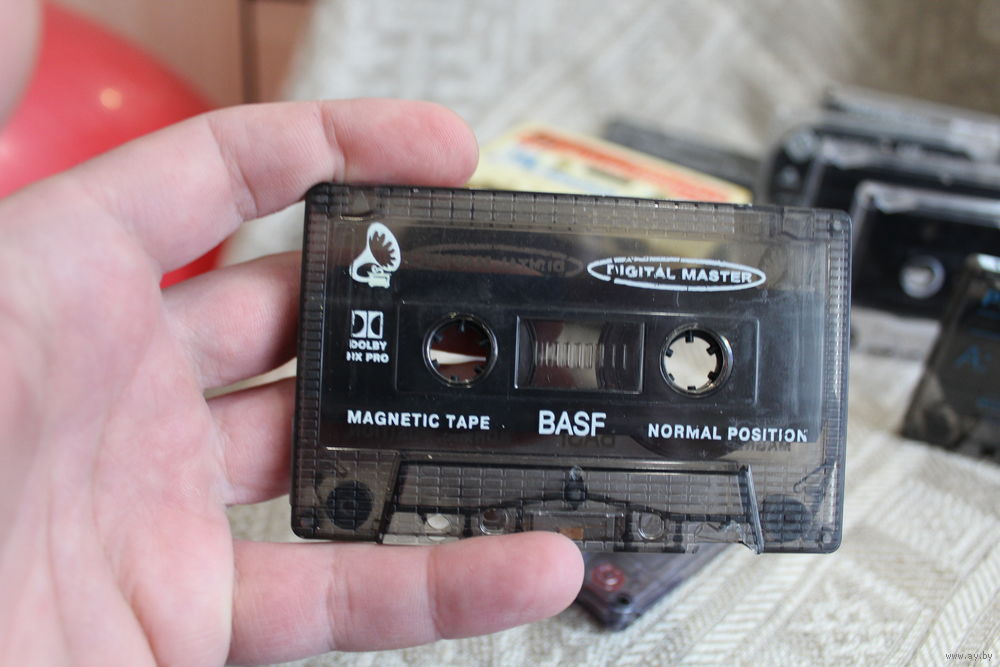 DIGITAL MASTER
DOLBY
HX PRO
MAGNETIC TAPE
BASF
NORMAL POSITION
www.ay.by